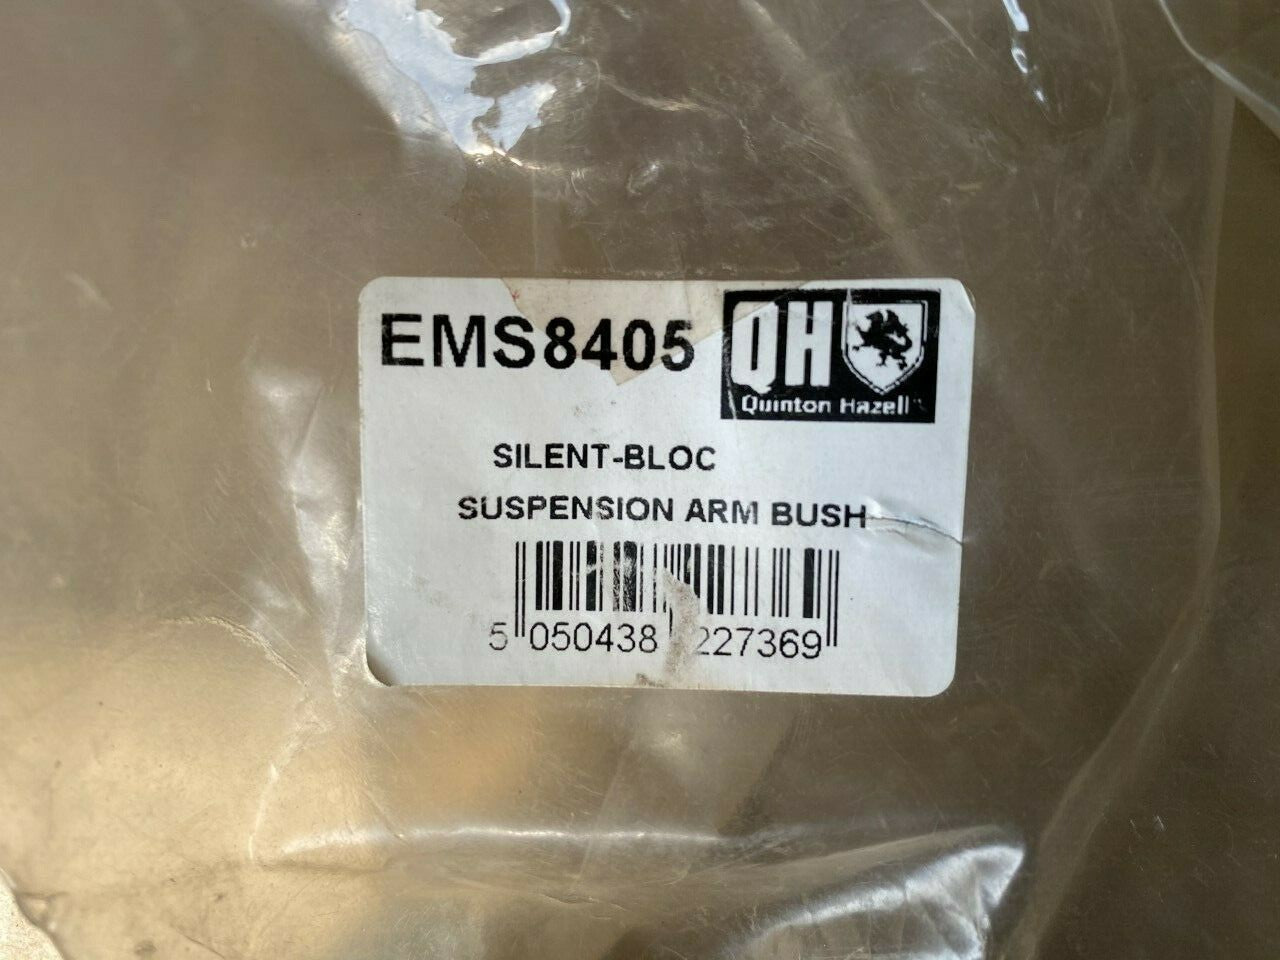 EMS8405
QH
Quinton Hazell
SILENT-BLOC
SUSPENSION ARM BUSH
5 050438 227369